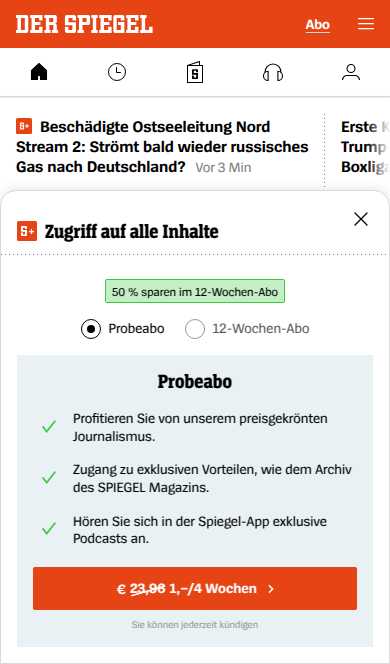 DER SPIEGEL
Abo
S+ Beschädigte Ostseeleitung Nord
Stream 2: Strömt bald wieder russisches
Gas nach Deutschland? Vor 3 Min
Erste
Trump
S+ Zugriff auf alle Inhalte
50 % sparen im 12-Wochen-Abo
Probeabo
12-Wochen-Abo
Probeabo
Profitieren Sie von unserem preisgekrönten
Journalismus.
Zugang zu exklusiven Vorteilen, wie dem Archiv
des SPIEGEL Magazins.
Hören Sie sich in der Spiegel-App exklusive
Podcasts an.
€ 23,96 1,–/4 Wochen
Sie können jederzeit kündigen